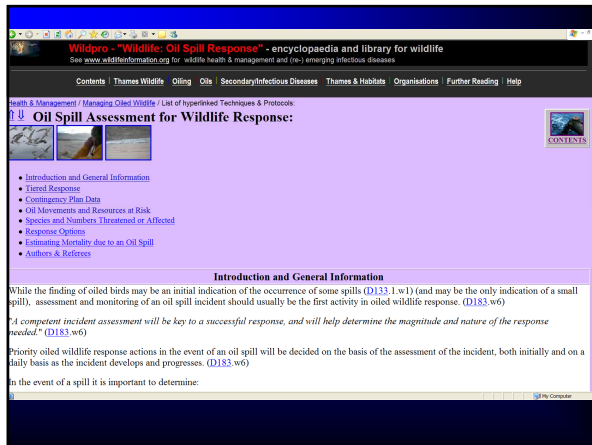 Wildpro - "Wildlife: Oil Spill Response" - encyclopaedia and library for wildlife
See www.wildlifeinformation.org for wildlife health & management and (re-) emerging infectious diseases
Contents | Thames Wildlife | Oiling | Oils | Secondary/Infectious Diseases | Thames & Habitats | Organisations | Further Reading | Help
Health & Management / Managing Oiled Wildlife / List of hyperlinked Techniques & Protocols:
⇑⇓ Oil Spill Assessment for Wildlife Response:
CONTENTS
• Introduction and General Information
• Tiered Response
• Contingency Plan Data
• Oil Movements and Resources at Risk
• Species and Numbers Threatened or Affected
• Response Options
• Estimating Mortality due to an Oil Spill
• Authors & Referees
Introduction and General Information
While the finding of oiled birds may be an initial indication of the occurrence of some spills (D133.1.w1) (and may be the only indication of a small
spill), assessment and monitoring of an oil spill incident should usually be the first activity in oiled wildlife response. (D183.w6)
"A competent incident assessment will be key to a successful response, and will help determine the magnitude and nature of the response
needed." (D183.w6)
Priority oiled wildlife response actions in the event of an oil spill will be decided on the basis of the assessment of the incident, both initially and on a
daily basis as the incident develops and progresses. (D183.w6)
In the event of a spill it is important to determine:
My Computer